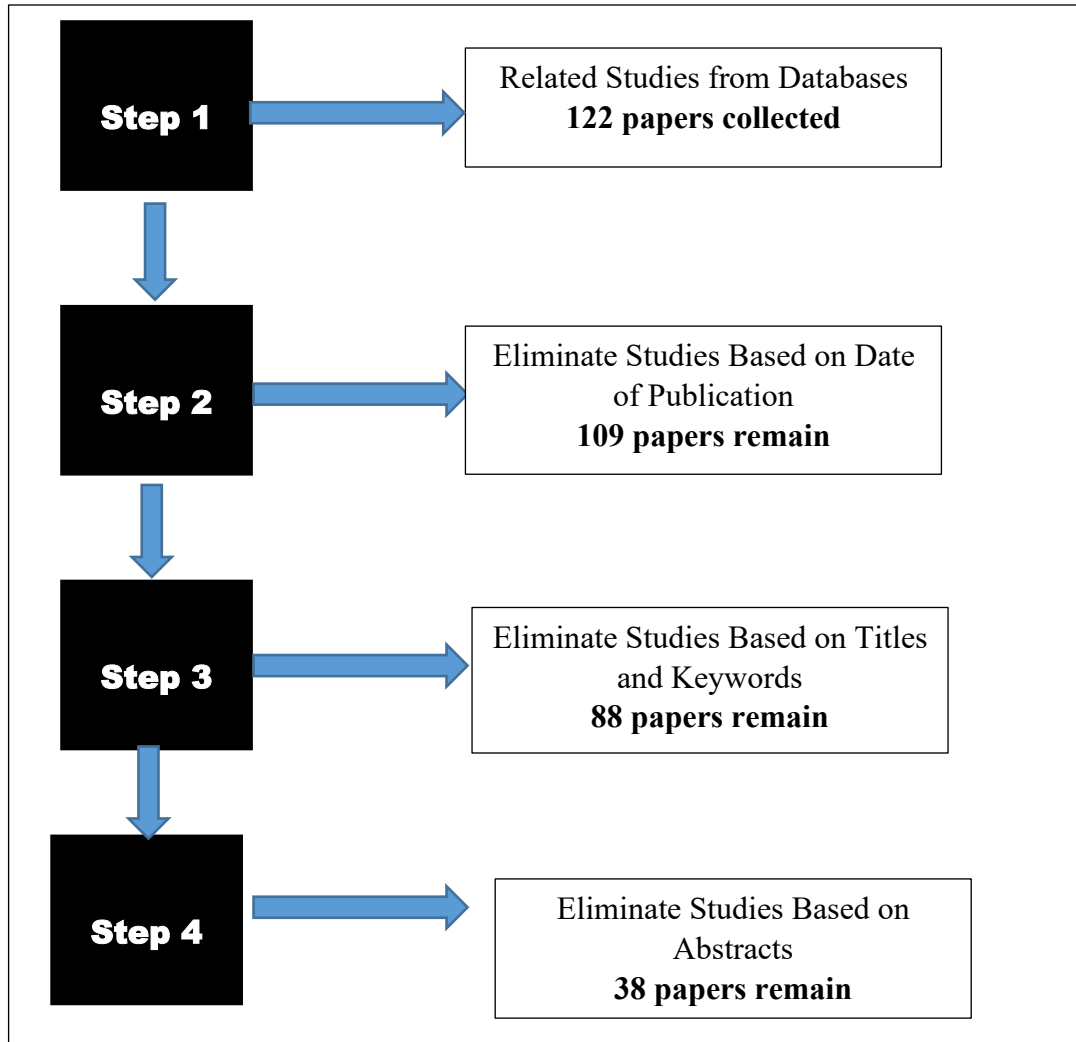 Step 1
Related Studies from Databases
122 papers collected
Step 2
Eliminate Studies Based on Date
of Publication
109 papers remain
Step 3
Eliminate Studies Based on Titles
and Keywords
88 papers remain
Step 4
Eliminate Studies Based on
Abstracts
38 papers remain